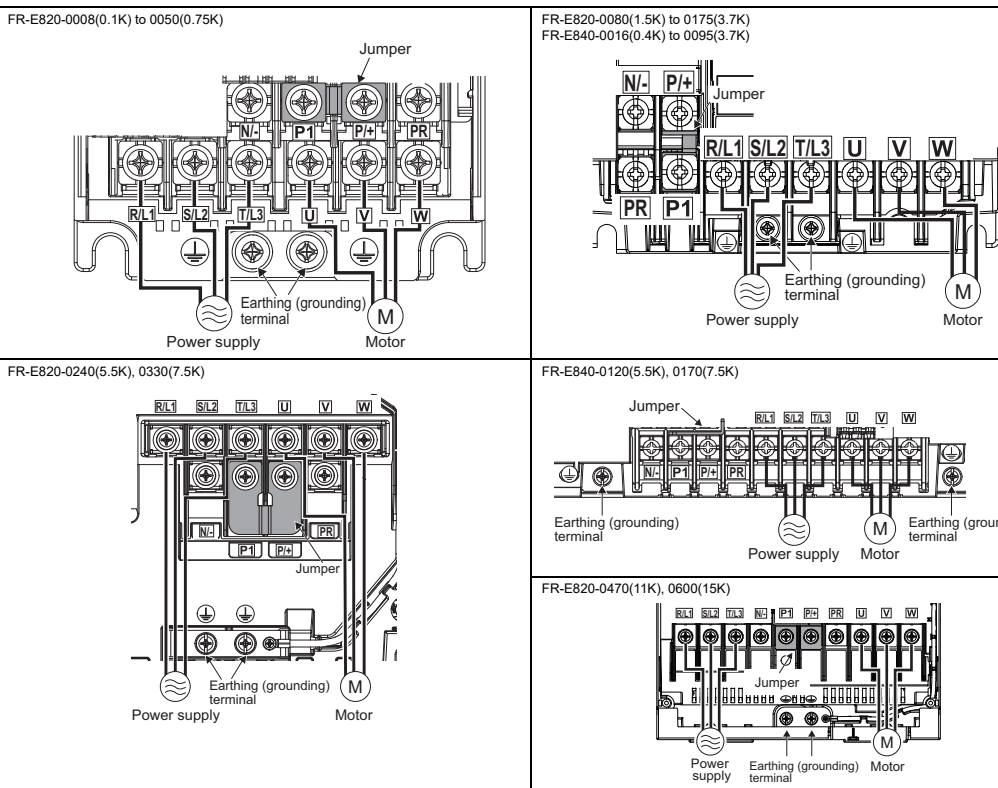 FR-E820-0008(0.1K) to 0050(0.75K)
Jumper
N/- P1 P/+ PR
R/L1 S/L2 T/L3 U V W
Earthing (grounding)
terminal
M
Power supply
Motor
FR-E820-0080(1.5K) to 0175(3.7K)
FR-E840-0016(0.4K) to 0095(3.7K)
N/- P/+
Jumper
R/L1 S/L2 T/L3 U V W
PR P1
Earthing (grounding)
terminal
M
Power supply
Motor
FR-E820-0240(5.5K), 0330(7.5K)
R/L1 S/L2 T/L3 U V W
N/- PR
P1 P/+
Jumper
Earthing (grounding)
terminal
M
Power supply
Motor
FR-E840-0120(5.5K), 0170(7.5K)
Jumper
R/L1 S/L2 T/L3 U V W
N/- P1 P/+ PR
Earthing (grounding)
terminal
M
Power supply
Motor
Earthing (groun
terminal
FR-E820-0470(11K), 0600(15K)
R/L1 S/L2 T/L3 N/- P1 P/+ PR U V W
Jumper
M
Power
supply
Earthing (grounding)
terminal
Motor